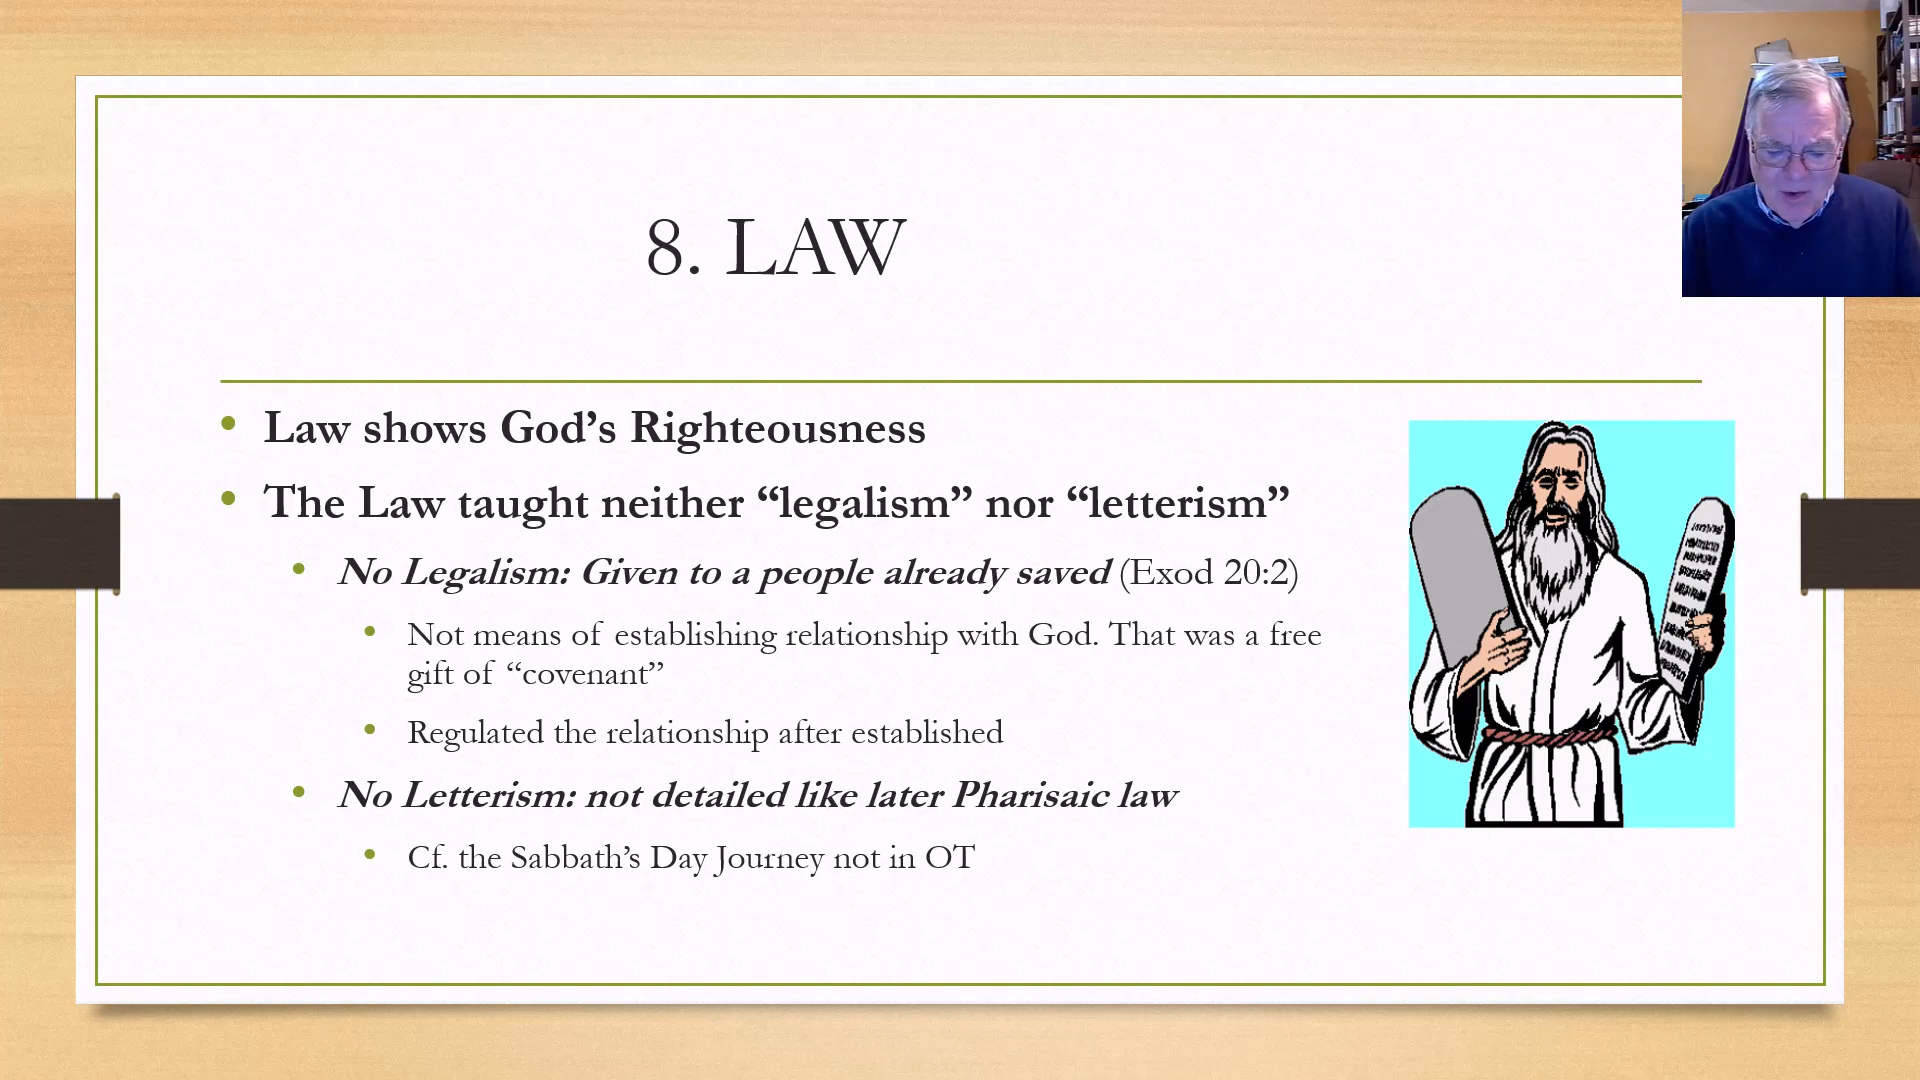 8. LAW
• Law shows God’s Righteousness
• The Law taught neither “legalism” nor “letterism”
• No Legalism: Given to a people already saved (Exod 20:2)
• Not means of establishing relationship with God. That was a free
gift of “covenant”
• Regulated the relationship after established
• No Letterism: not detailed like later Pharisaic law
• Cf. the Sabbath’s Day Journey not in OT